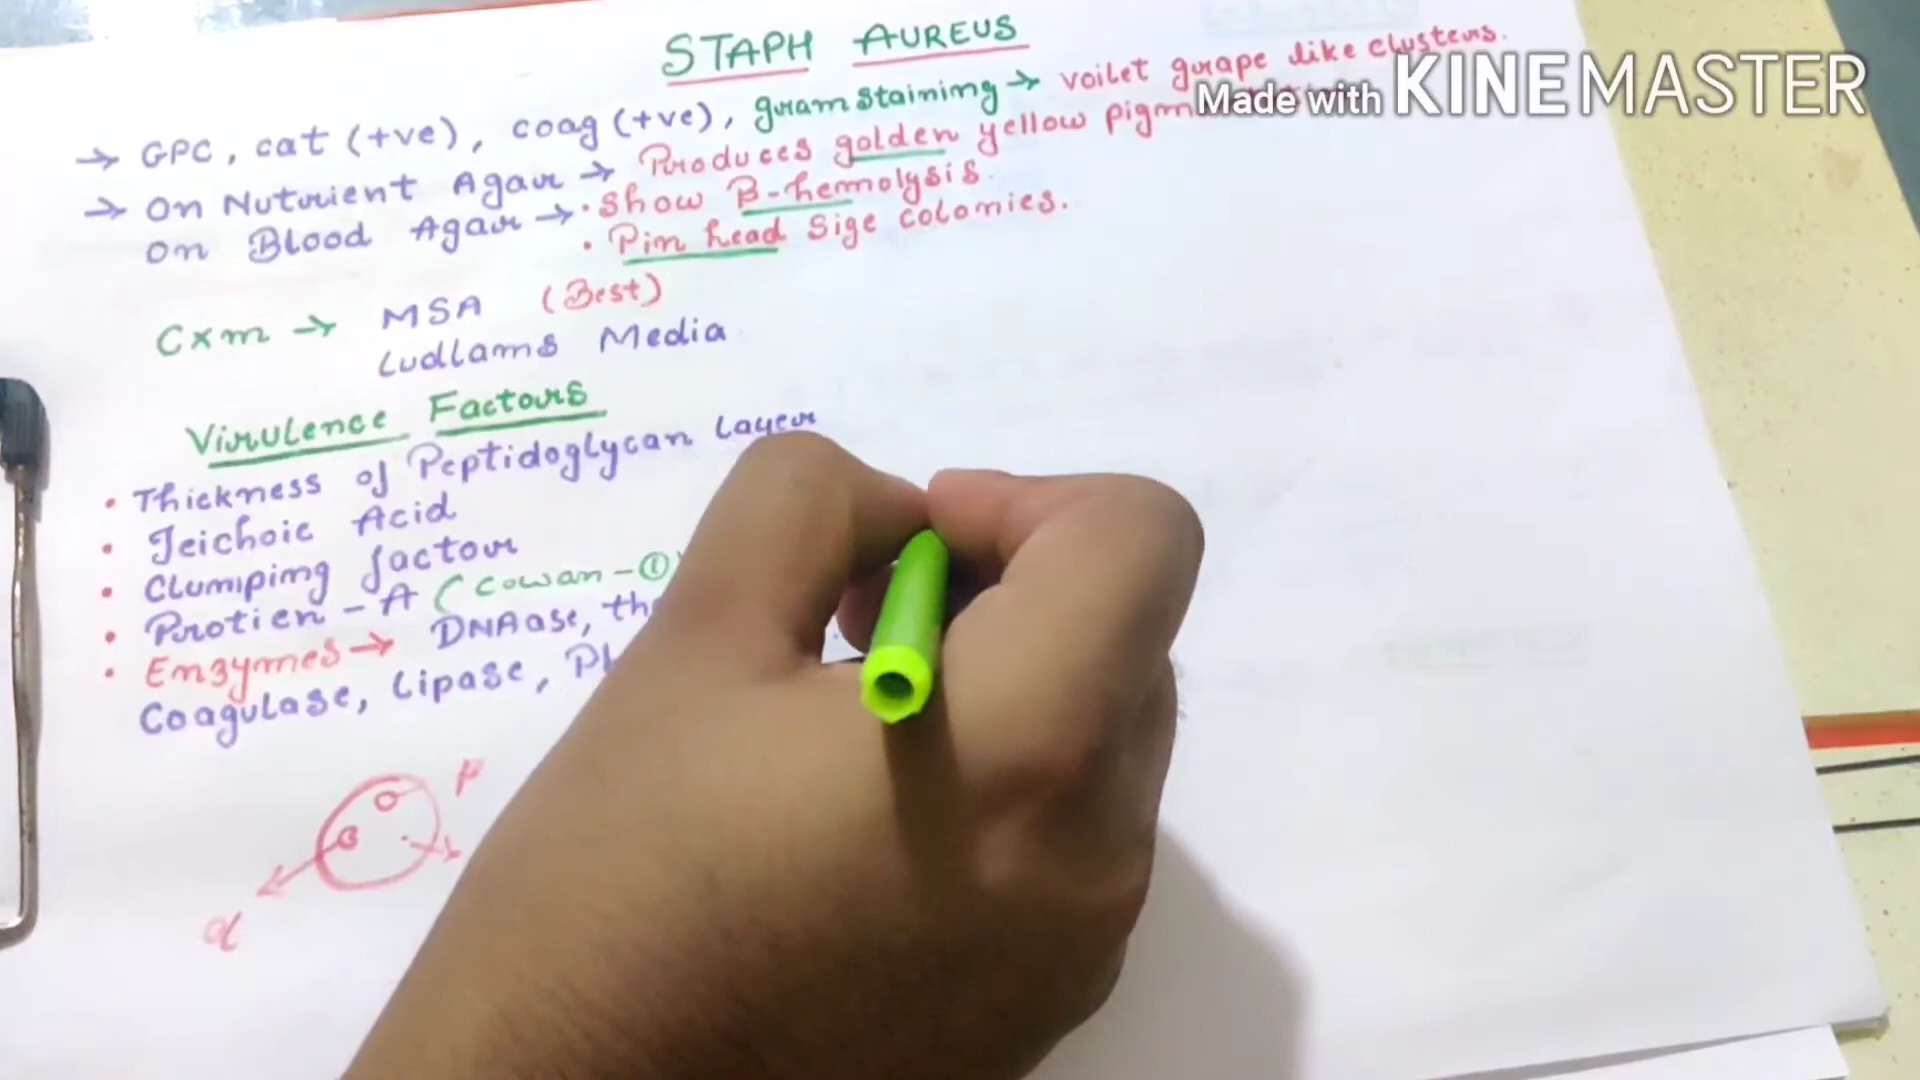 STAPH AUREUS
→ GPC, cat (+ve), coag (+ve), gram staining → voilet grape like clusters.
→ On Nutrient Agar → Produces golden yellow
On Blood Agar → • Show B-hemolysis.
• Pin head Size colonies.
Cxm → MSA (Best)
Ludlams Media
Virulence Factors
• Thickness of Peptidoglycan Layer
• Teichoic Acid
• Clumping factor
• Protien - A (Cowan - ①)
• Enzymes → DNAase,
Coagulase, Lipase,
α
Made with KINEMASTER